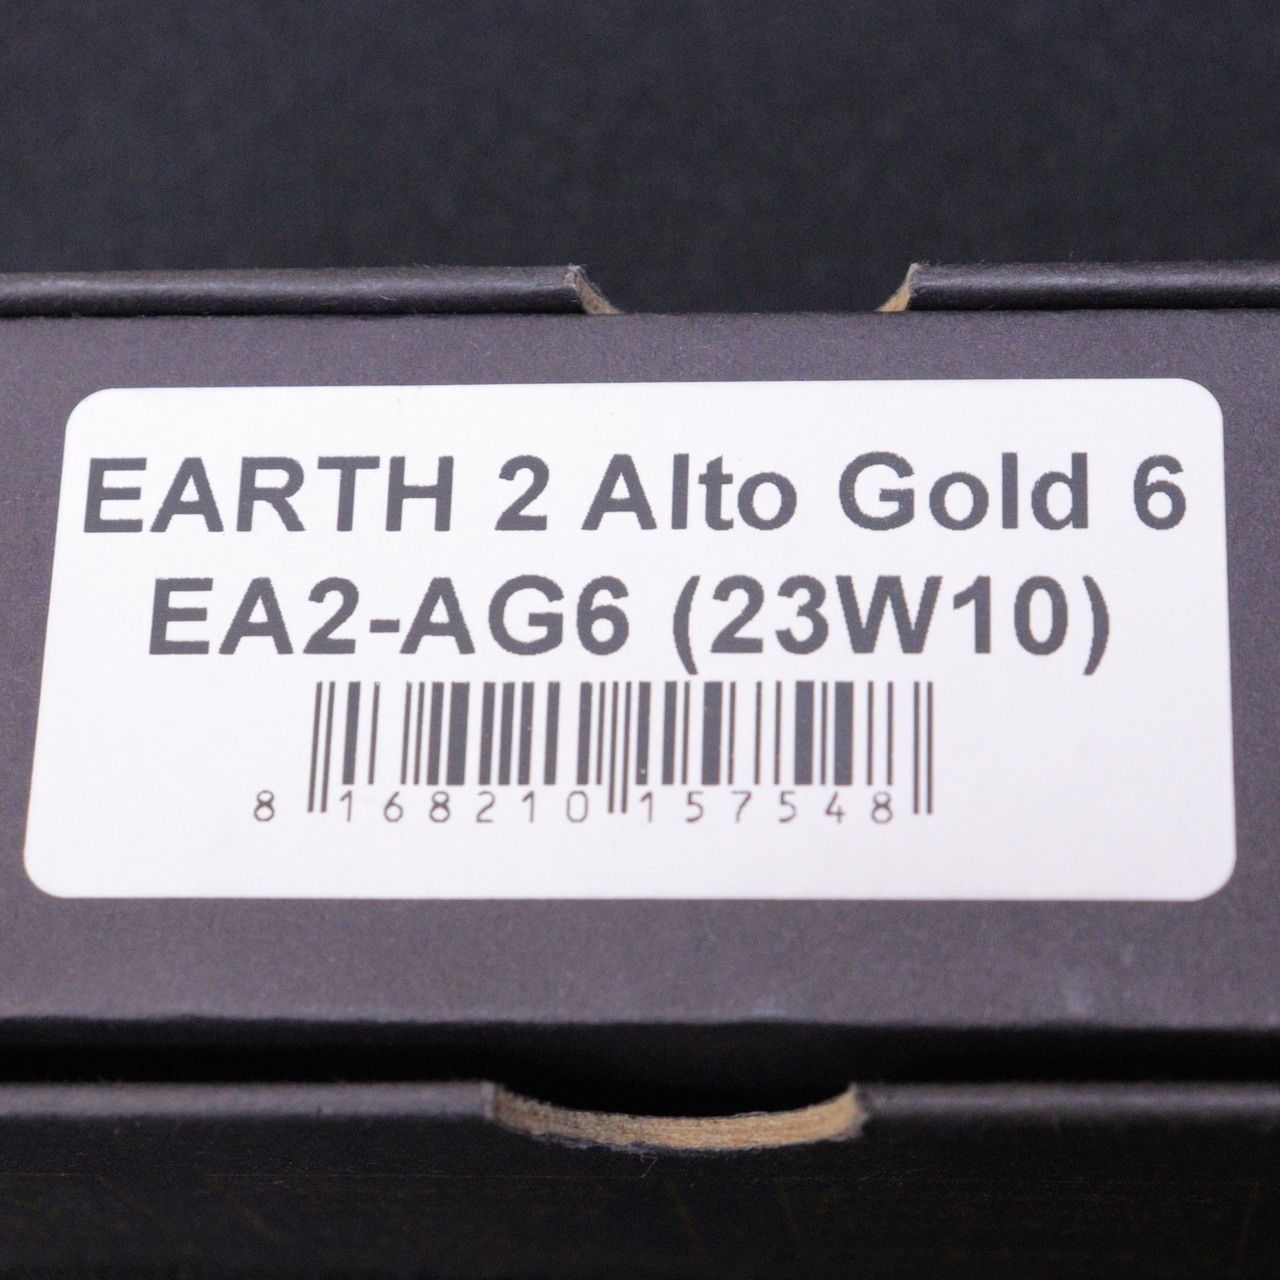 EARTH 2 Alto Gold 6
EA2-AG6 (23W10)
8 168210 157548